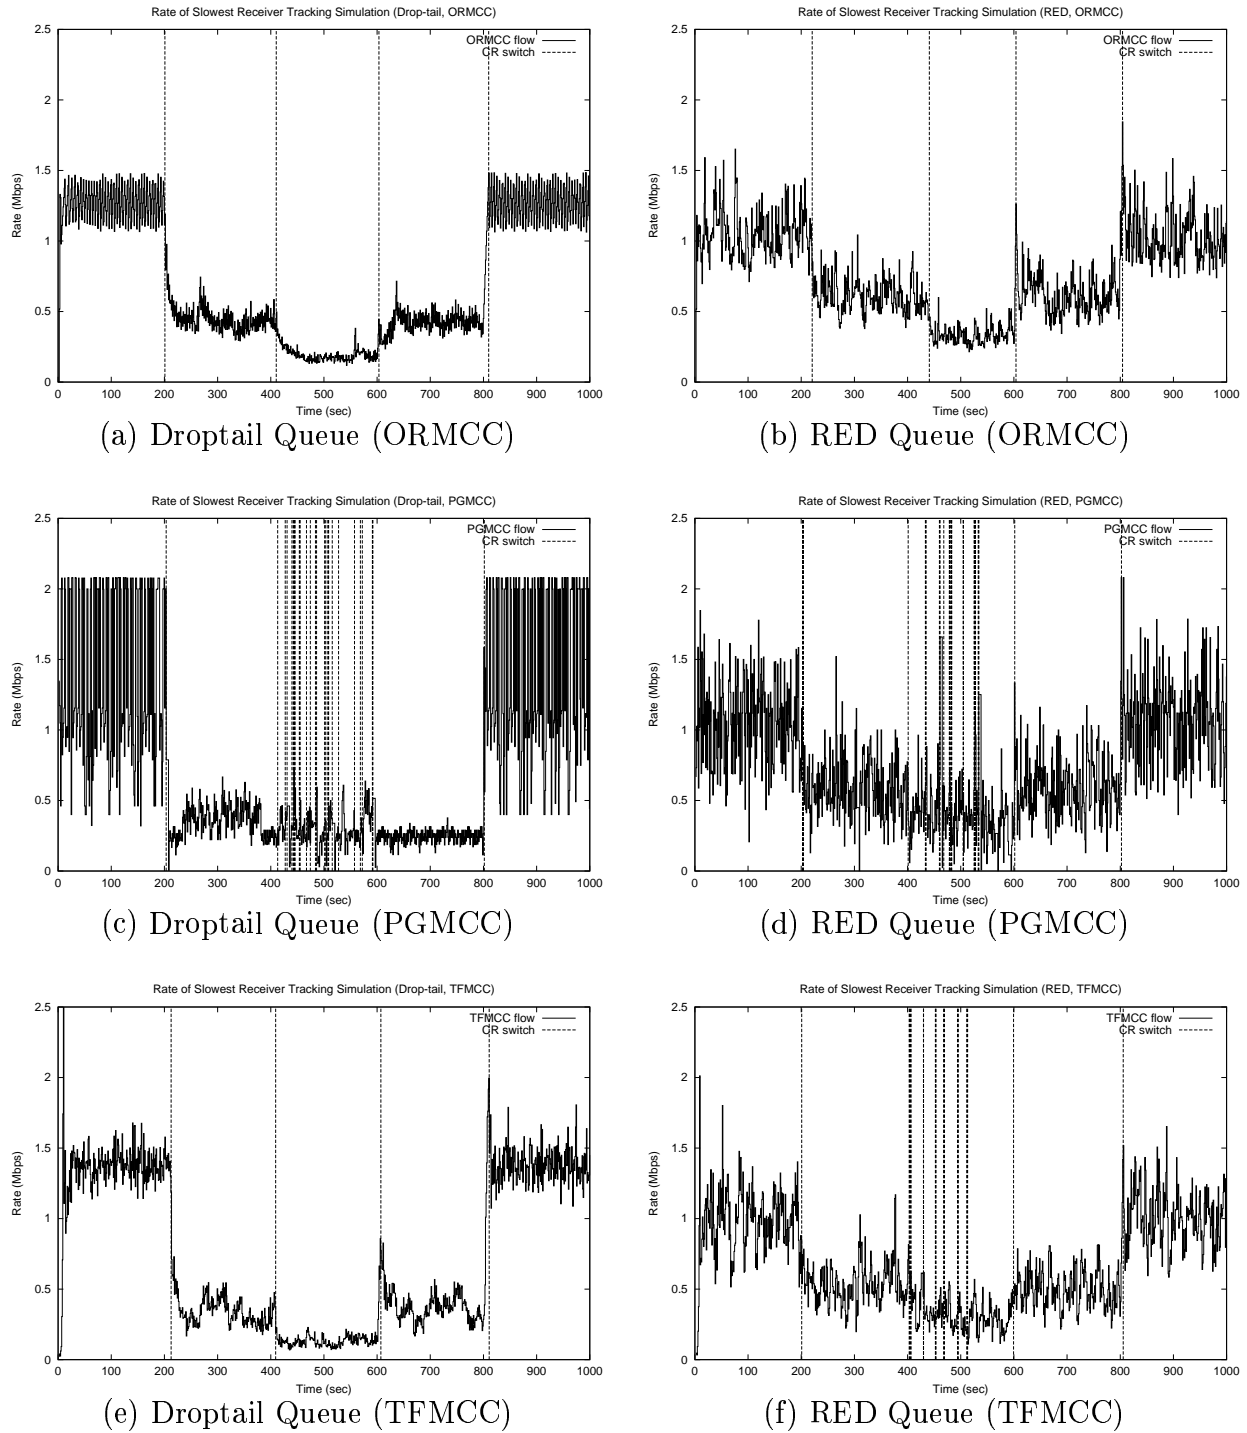 Rate of Slowest Receiver Tracking Simulation (Drop-tail, ORMCC)
2.5
2
1.5
1
0.5
0
Rate (Mbps)
ORMCC flow
CR switch
0 100 200 300 400 500 600 700 800 900 1000
Time (sec)
(a) Droptail Queue (ORMCC)
Rate of Slowest Receiver Tracking Simulation (RED, ORMCC)
2.5
2
1.5
1
0.5
0
Rate (Mbps)
ORMCC flow
CR switch
0 100 200 300 400 500 600 700 800 900 1000
Time (sec)
(b) RED Queue (ORMCC)
Rate of Slowest Receiver Tracking Simulation (Drop-tail, PGMCC)
2.5
2
1.5
1
0.5
0
Rate (Mbps)
PGMCC flow
CR switch
0 100 200 300 400 500 600 700 800 900 1000
Time (sec)
(c) Droptail Queue (PGMCC)
Rate of Slowest Receiver Tracking Simulation (RED, PGMCC)
2.5
2
1.5
1
0.5
0
Rate (Mbps)
PGMCC flow
CR switch
0 100 200 300 400 500 600 700 800 900 1000
Time (sec)
(d) RED Queue (PGMCC)
Rate of Slowest Receiver Tracking Simulation (Drop-tail, TFMCC)
2.5
2
1.5
1
0.5
0
Rate (Mbps)
TFMCC flow
CR switch
0 100 200 300 400 500 600 700 800 900 1000
Time (sec)
(e) Droptail Queue (TFMCC)
Rate of Slowest Receiver Tracking Simulation (RED, TFMCC)
2.5
2
1.5
1
0.5
0
Rate (Mbps)
TFMCC flow
CR switch
0 100 200 300 400 500 600 700 800 900 1000
Time (sec)
(f) RED Queue (TFMCC)